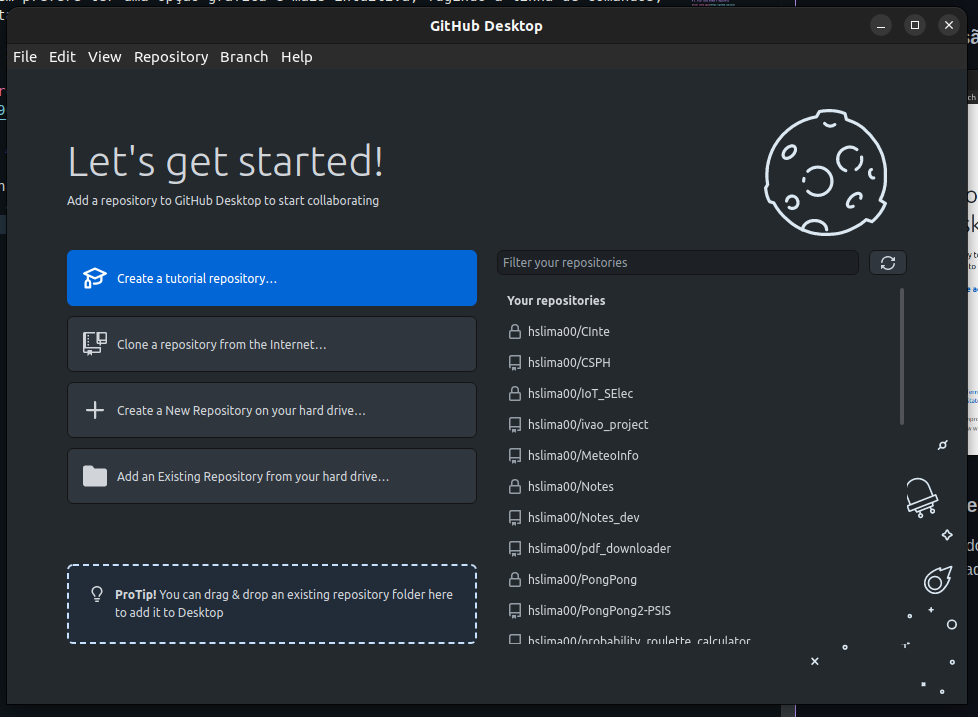 GitHub Desktop
File Edit View Repository Branch Help
Let's get started!
Add a repository to GitHub Desktop to start collaborating
Create a tutorial repository...
Clone a repository from the Internet...
Create a New Repository on your hard drive...
Add an Existing Repository from your hard drive...
ProTip! You can drag & drop an existing repository folder here
to add it to Desktop
Filter your repositories
Your repositories
hslima00/CInte
hslima00/CSPH
hslima00/IoT_SElec
hslima00/ivao_project
hslima00/MeteoInfo
hslima00/Notes
hslima00/Notes_dev
hslima00/pdf_downloader
hslima00/PongPong
hslima00/PongPong2-PSIS
hslima00/probability_roulette_calculator